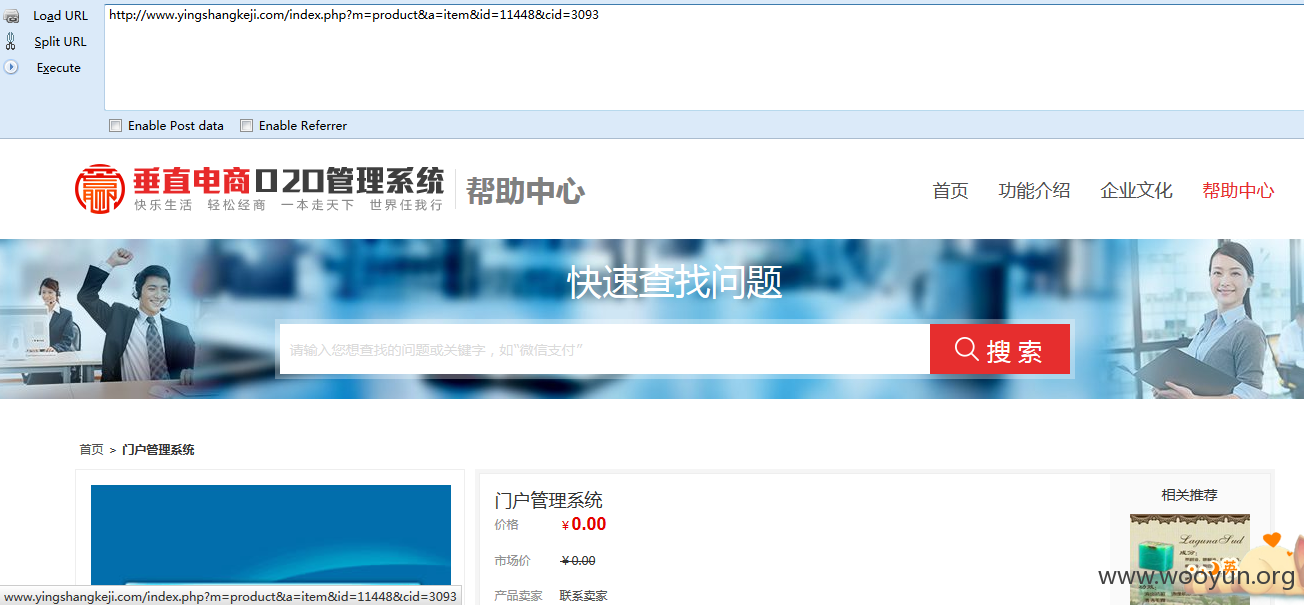 Load URL
http://www.yingshangkeji.com/index.php?m=product&a=item&id=11448&cid=3093
Split URL
Execute
Enable Post data
Enable Referrer
赢
垂直电商O2O管理系统
快乐生活 轻松经商 一本走天下 世界任我行
帮助中心
首页
功能介绍
企业文化
帮助中心
快速查找问题
请输入您想查找的问题或关键字，如“微信支付”
搜 索
首页 > 门户管理系统
门户管理系统
价格
¥ 0.00
市场价
¥ 0.00
产品卖家
联系卖家
相关推荐
Laguna Sud
成分:
英
www.wooyun.org
www.yingshangkeji.com/index.php?m=product&a=item&id=11448&cid=3093